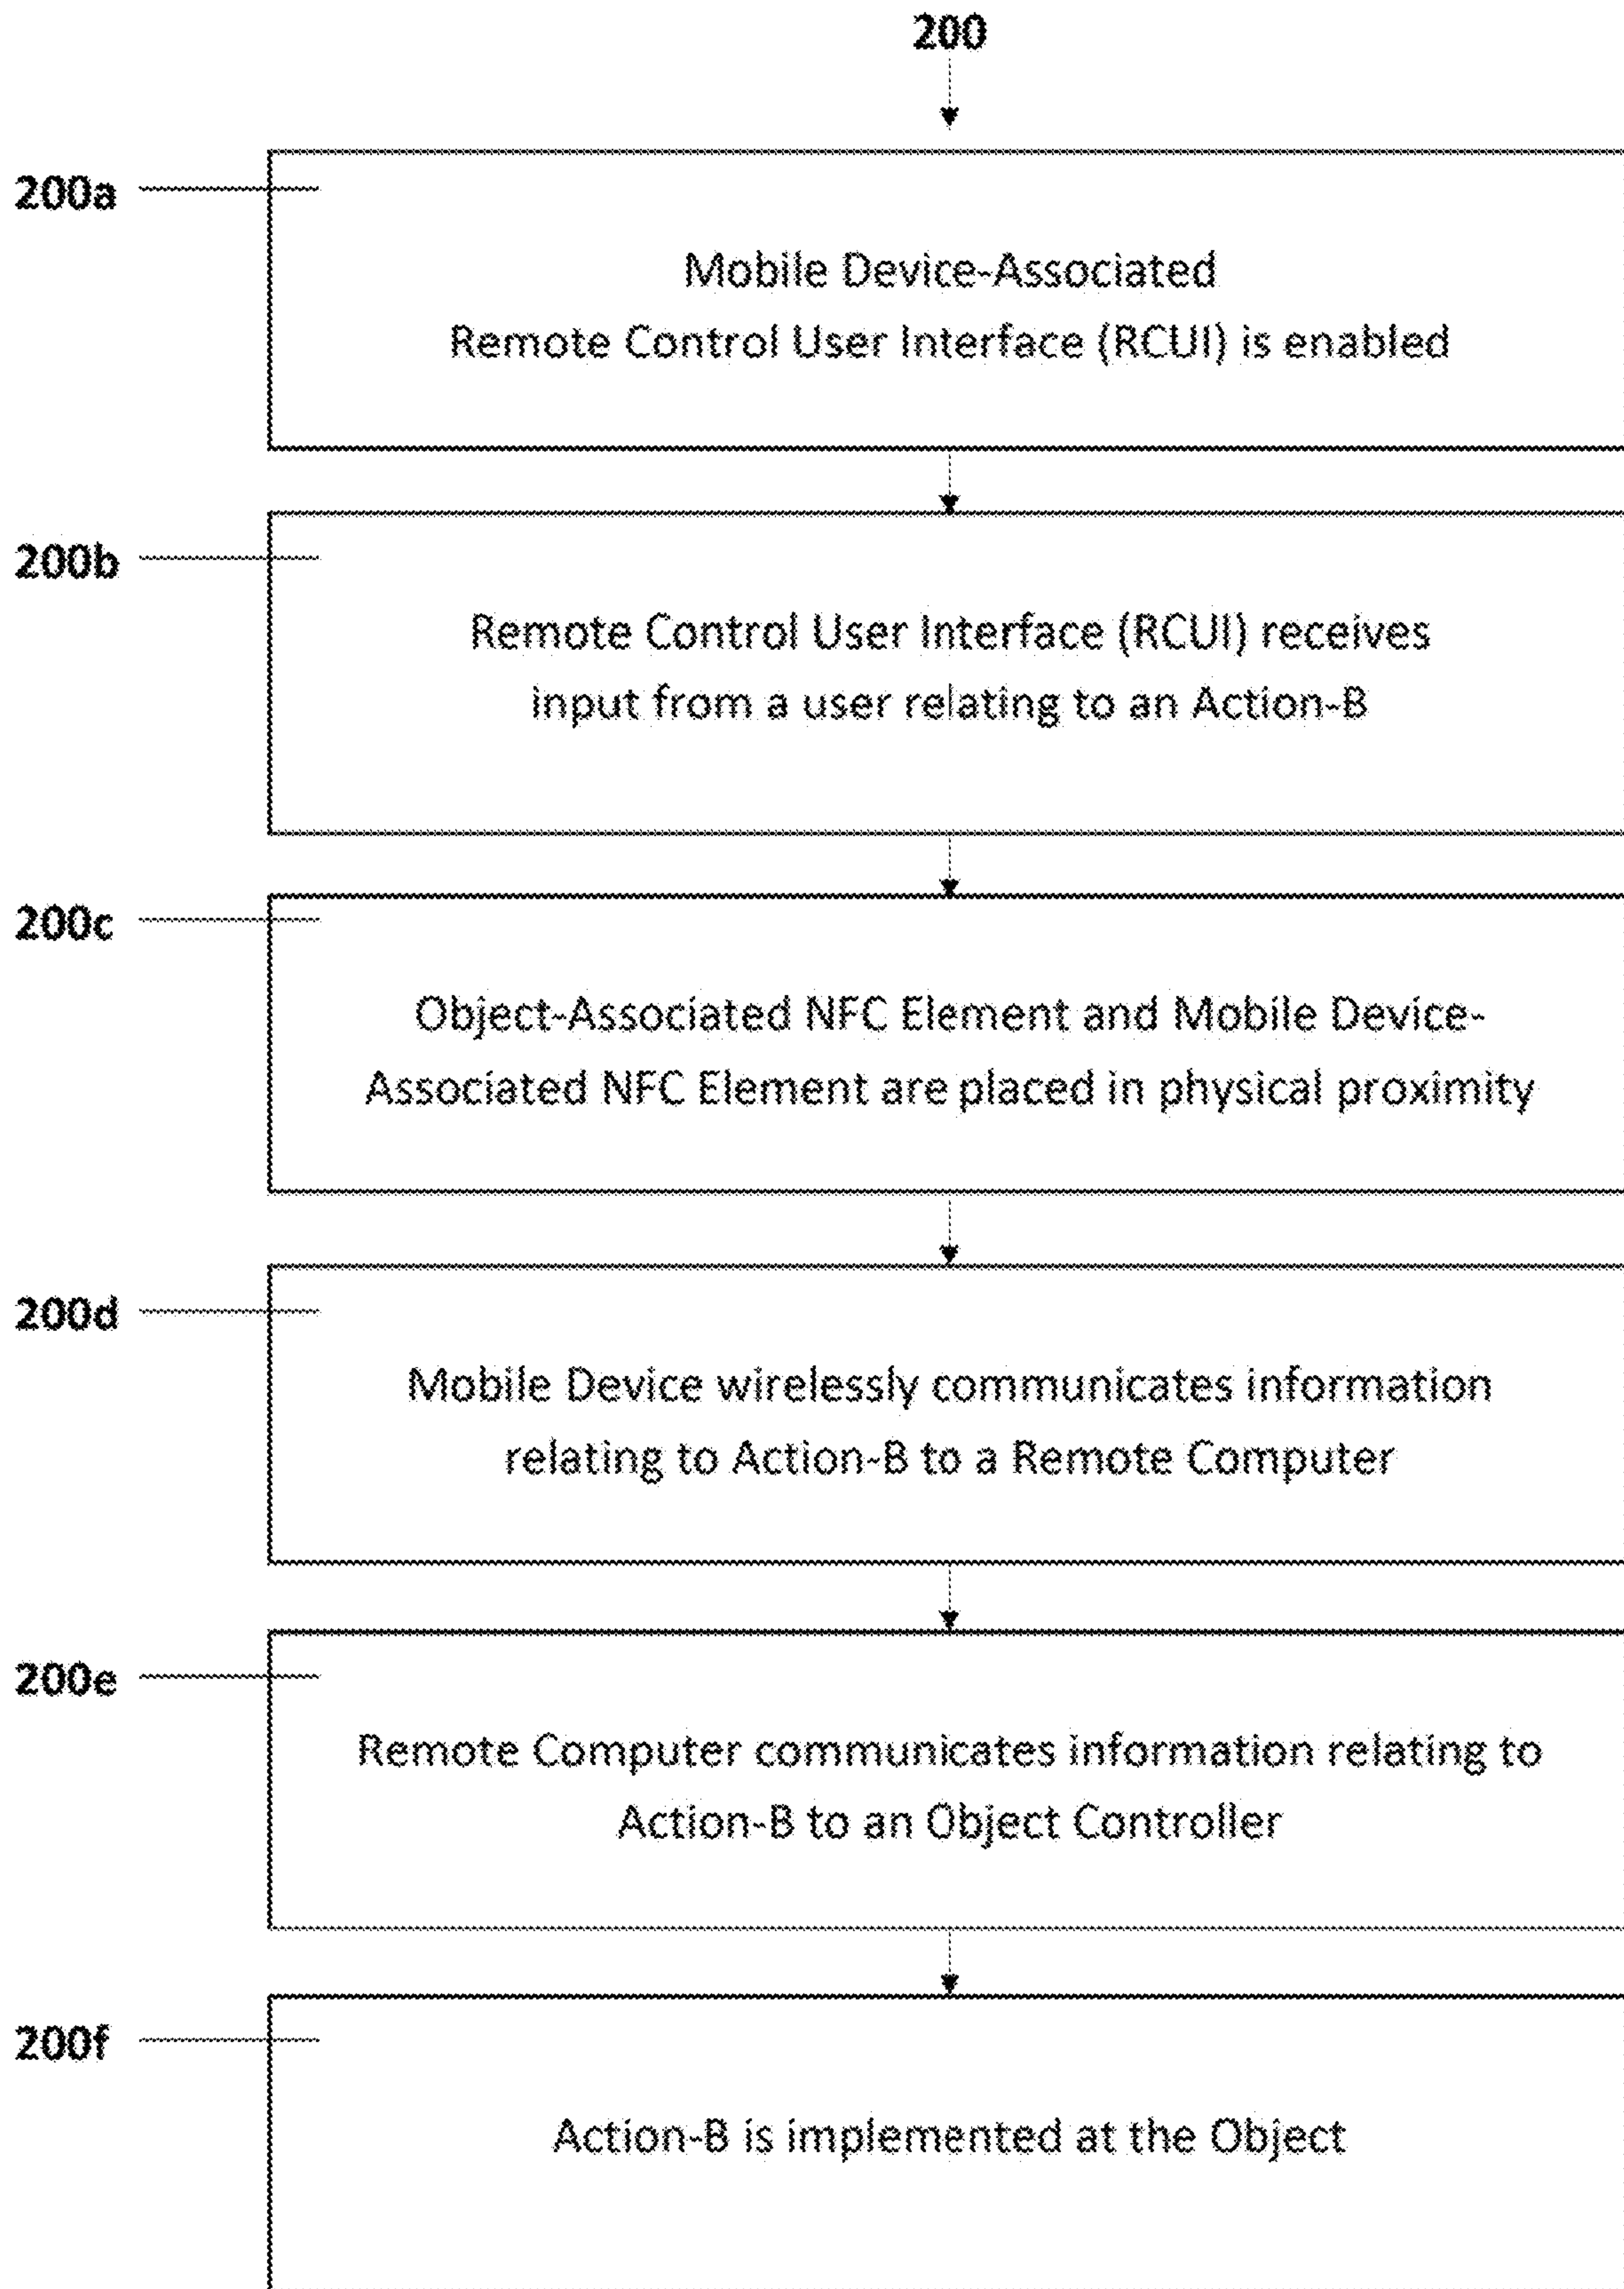 200
200a
Mobile Device-Associated
Remote Control User Interface (RCUI) is enabled
200b
Remote Control User Interface (RCUI) receives
input from a user relating to an Action-B
200c
Object-Associated NFC Element and Mobile Device-
Associated NFC Element are placed in physical proximity
200d
Mobile Device wirelessly communicates information
relating to Action-B to a Remote Computer
200e
Remote Computer communicates information relating to
Action-B to an Object Controller
200f
Action-B is implemented at the Object